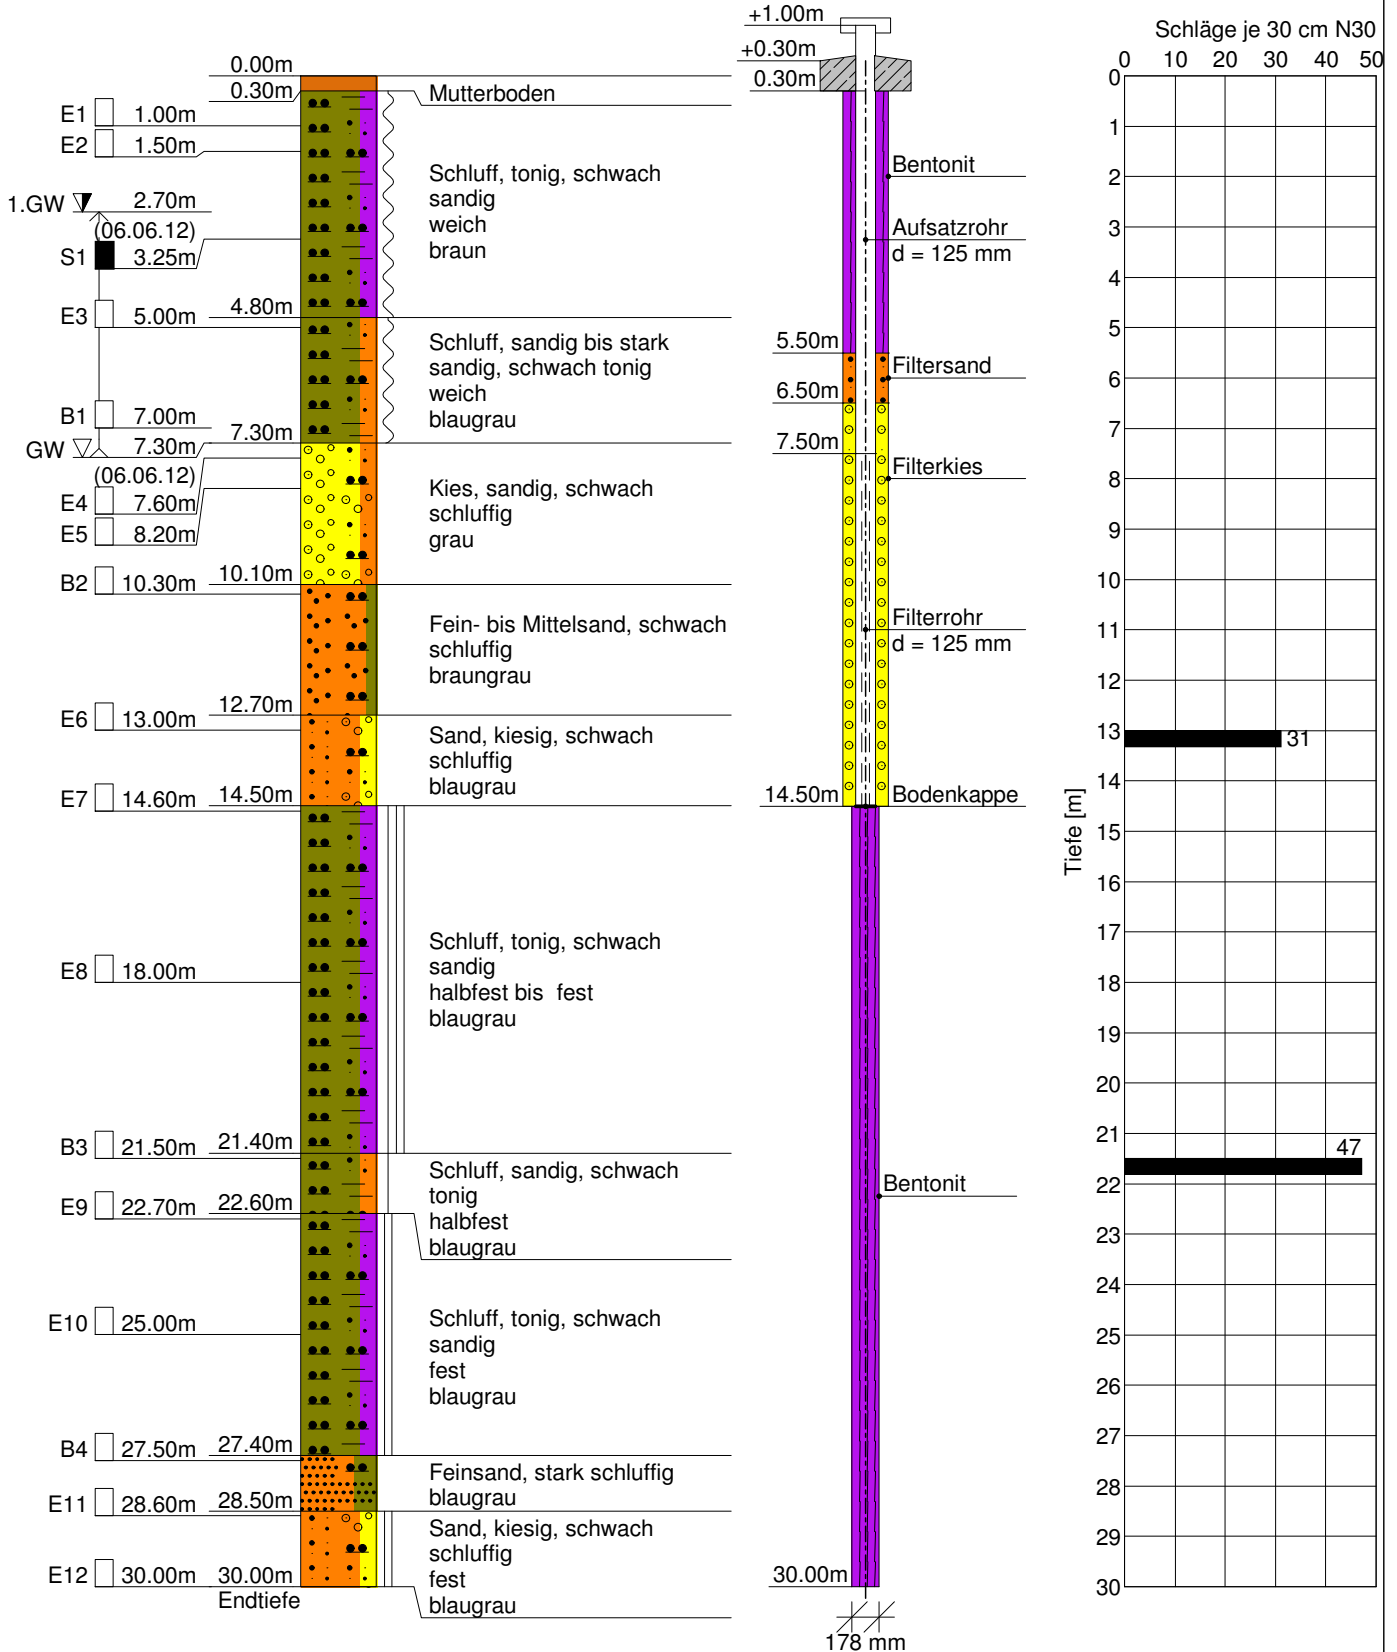 0.00m
0.30m
Mutterboden
E1 1.00m
E2 1.50m
1.GW 2.70m
(06.06.12)
S1 3.25m
Schluff, tonig, schwach
sandig
weich
braun
E3 5.00m
4.80m
Schluff, sandig bis stark
sandig, schwach tonig
weich
blaugrau
B1 7.00m
GW 7.30m
7.30m
(06.06.12)
E4 7.60m
E5 8.20m
Kies, sandig, schwach
schluffig
grau
B2 10.30m
10.10m
Fein- bis Mittelsand, schwach
schluffig
braungrau
E6 13.00m
12.70m
Sand, kiesig, schwach
schluffig
blaugrau
E7 14.60m
14.50m
Schluff, tonig, schwach
sandig
halbfest bis  fest
blaugrau
E8 18.00m
B3 21.50m
21.40m
Schluff, sandig, schwach
tonig
halbfest
blaugrau
E9 22.70m
22.60m
Schluff, tonig, schwach
sandig
fest
blaugrau
E10 25.00m
B4 27.50m
27.40m
Feinsand, stark schluffig
blaugrau
E11 28.60m
28.50m
Sand, kiesig, schwach
schluffig
fest
blaugrau
E12 30.00m
30.00m
Endtiefe
+1.00m
+0.30m
0.30m
Bentonit
Aufsatzrohr
d = 125 mm
5.50m
Filtersand
6.50m
7.50m
Filterkies
Filterrohr
d = 125 mm
14.50m
Bodenkappe
Bentonit
30.00m
178 mm
Schläge je 30 cm N30
0 10 20 30 40 50
0
1
2
3
4
5
6
7
8
9
10
11
12
13
31
14
Tiefe [m]
15
16
17
18
19
20
21
47
22
23
24
25
26
27
28
29
30